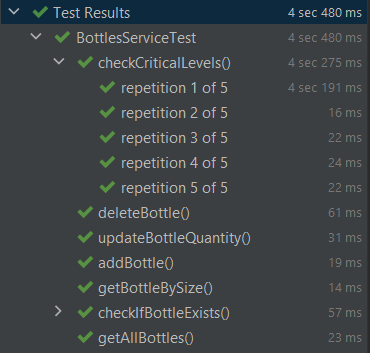 Test Results 4 sec 480 ms
BottlesServiceTest 4 sec 480 ms
checkCriticalLevels() 4 sec 275 ms
repetition 1 of 5 4 sec 191 ms
repetition 2 of 5 16 ms
repetition 3 of 5 22 ms
repetition 4 of 5 24 ms
repetition 5 of 5 22 ms
deleteBottle() 61 ms
updateBottleQuantity() 31 ms
addBottle() 19 ms
getBottleBySize() 14 ms
checkIfBottleExists() 57 ms
getAllBottles() 23 ms